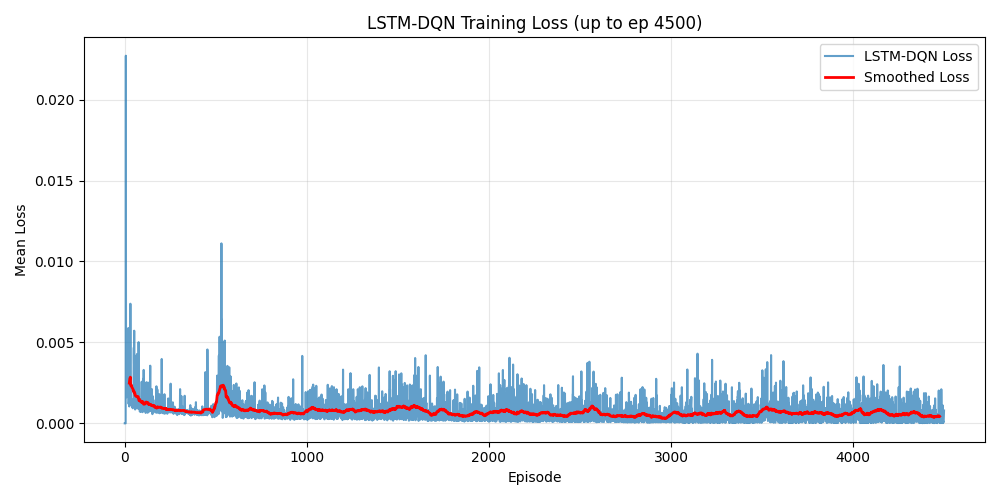 LSTM-DQN Training Loss (up to ep 4500)
LSTM-DQN Loss
Smoothed Loss
Mean Loss
0.020
0.015
0.010
0.005
0.000
0
1000
2000
3000
4000
Episode